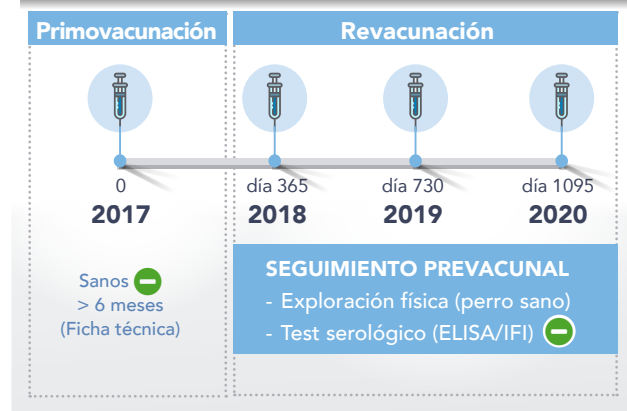 Primovacunación
Revacunación
0
día 365
día 730
día 1095
2017
2018
2019
2020
Sanos
> 6 meses
(Ficha técnica)
SEGUIMIENTO PREVACUNAL
- Exploración física (perro sano)
- Test serológico (ELISA/IFI)